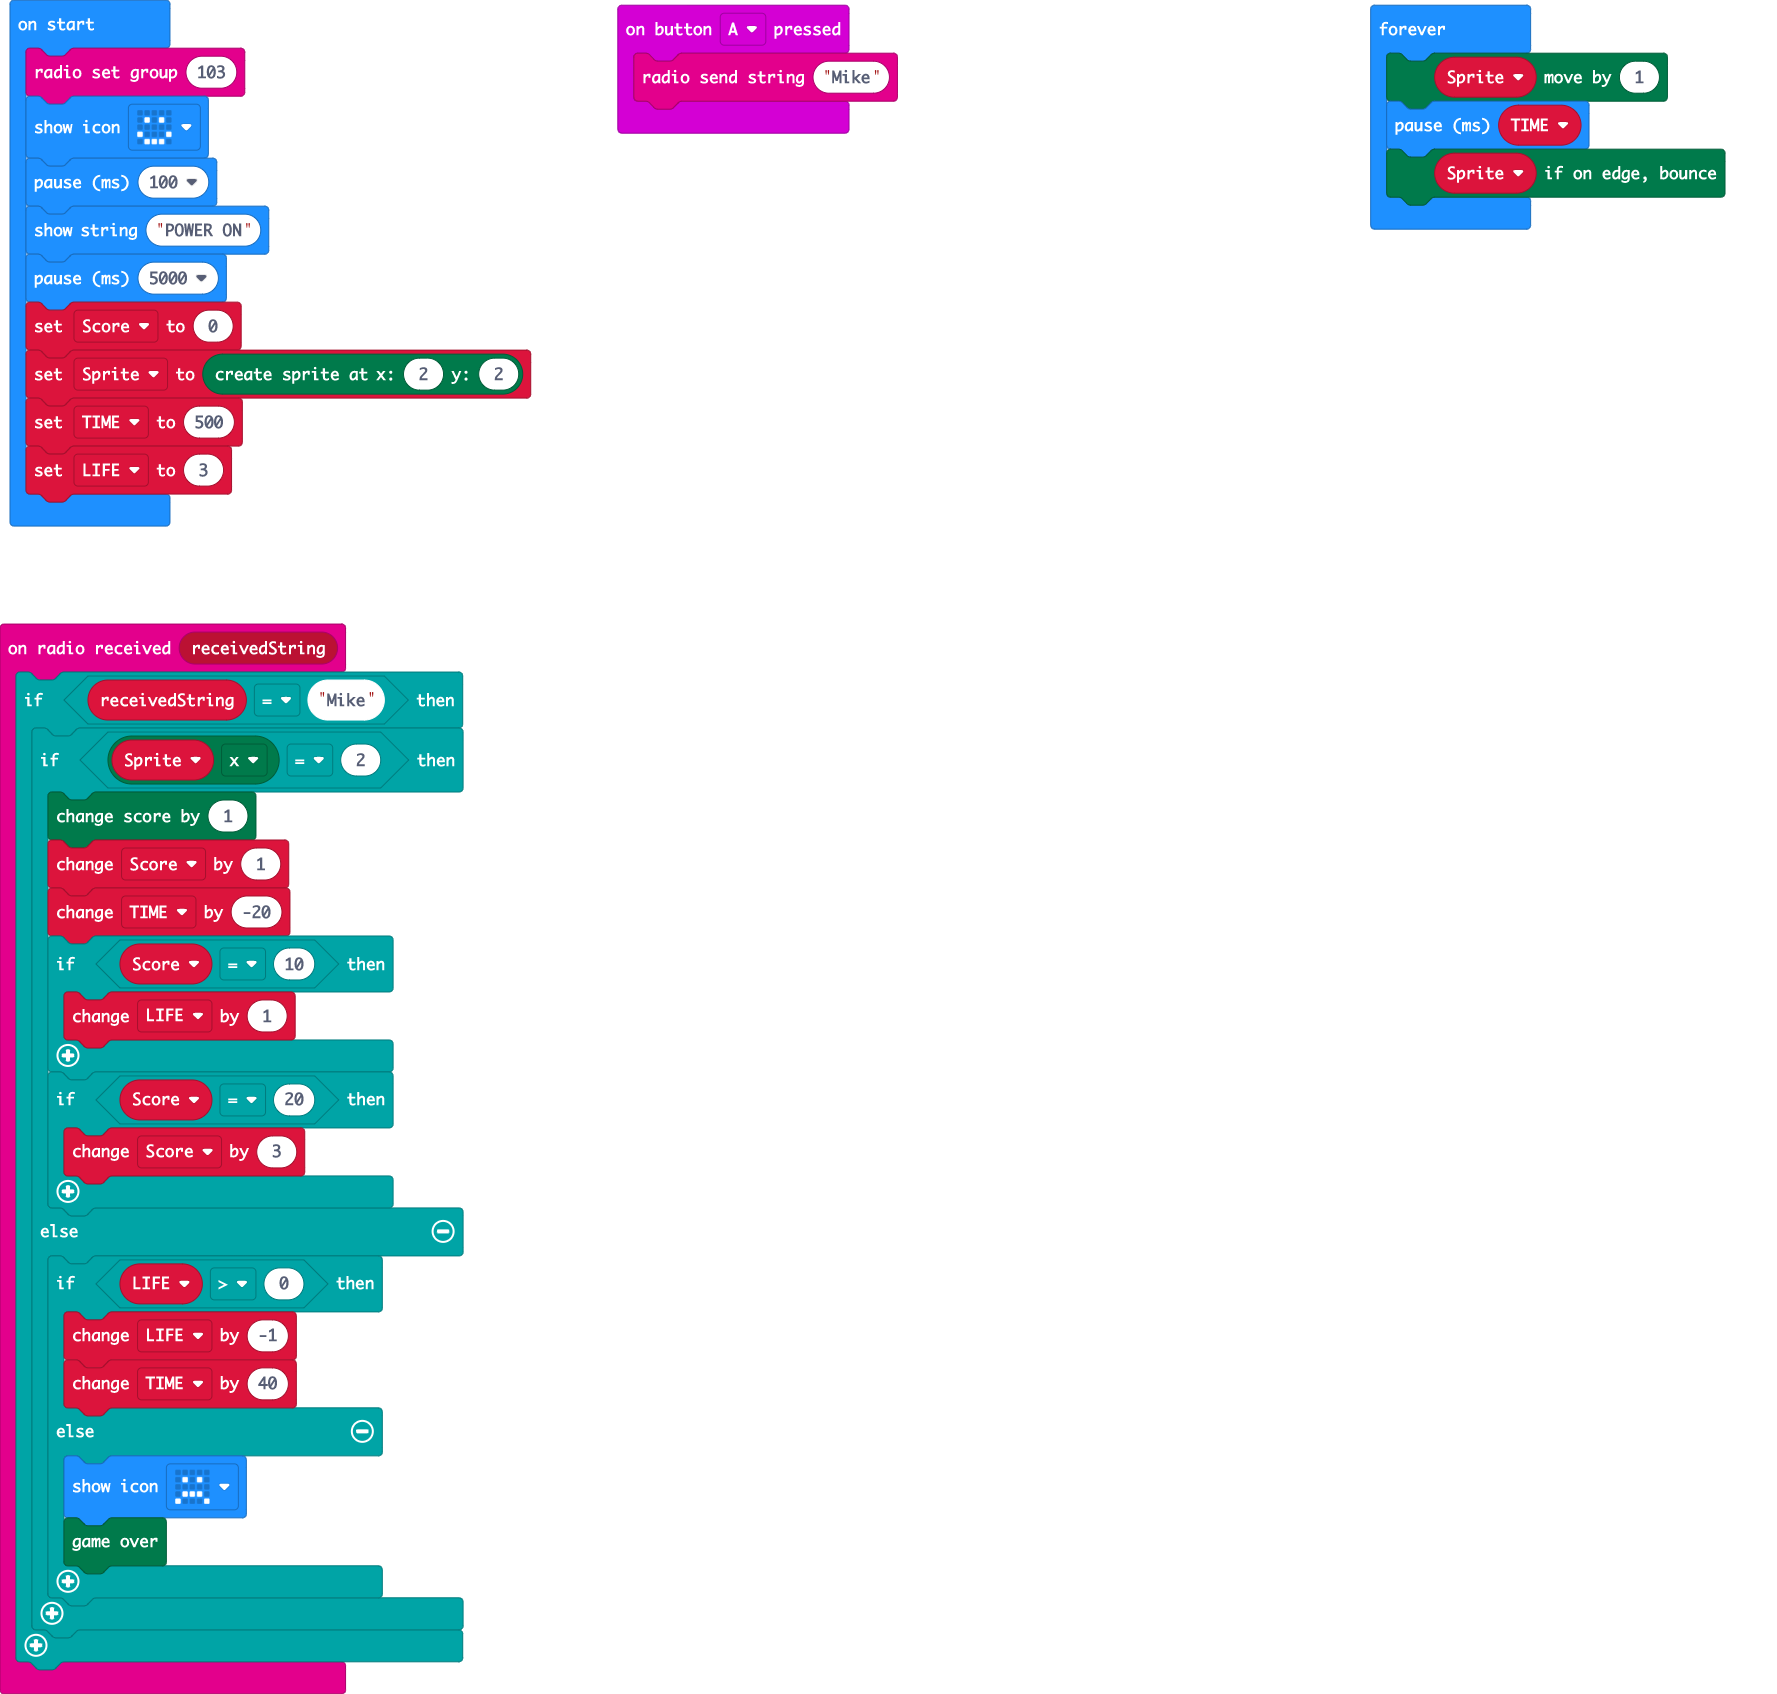 on start
radio set group 103
show icon
pause (ms) 100
show string "POWER ON"
pause (ms) 5000
set Score to 0
set Sprite to create sprite at x: 2 y: 2
set TIME to 500
set LIFE to 3
on button A pressed
radio send string "Mike"
forever
Sprite move by 1
pause (ms) TIME
Sprite if on edge, bounce
on radio received receivedString
if receivedString = "Mike" then
if Sprite x = 2 then
change score by 1
change Score by 1
change TIME by -20
if Score = 10 then
change LIFE by 1
if Score = 20 then
change Score by 3
else
if LIFE > 0 then
change LIFE by -1
change TIME by 40
else
show icon
game over